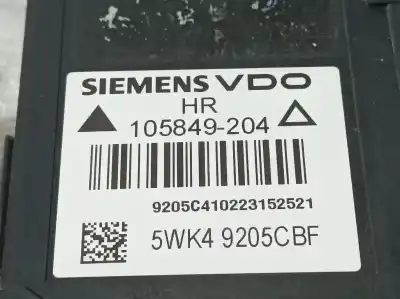 SIEMENS VDO
HR
105849-204
9205C410223152521
5WK4 9205CBF